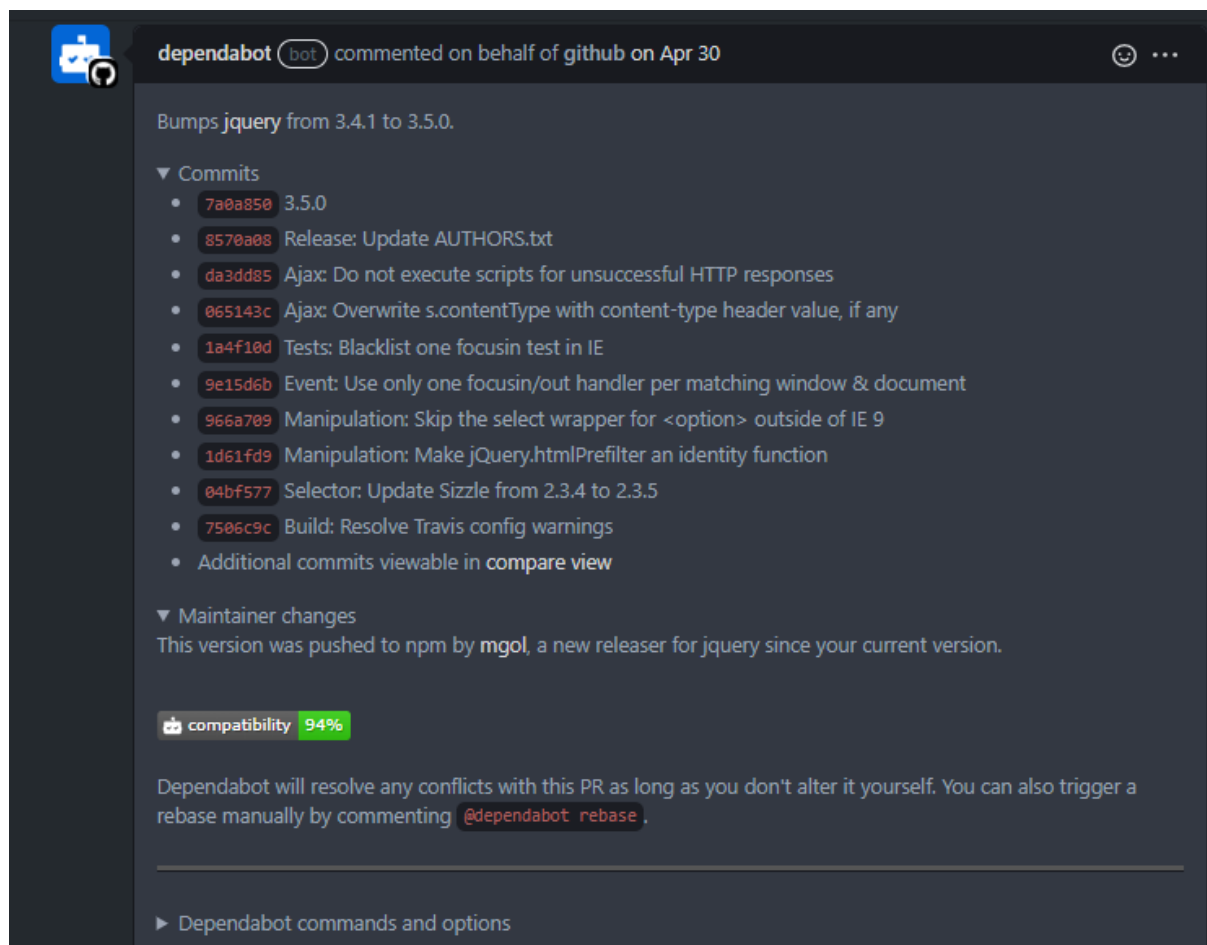 dependabot bot commented on behalf of github on Apr 30
Bumps jquery from 3.4.1 to 3.5.0.
▼ Commits
• 7a0a850 3.5.0
• 8570a08 Release: Update AUTHORS.txt
• da3dd85 Ajax: Do not execute scripts for unsuccessful HTTP responses
• 065143c Ajax: Overwrite s.contentType with content-type header value, if any
• 1a4f10d Tests: Blacklist one focusin test in IE
• 9e15d6b Event: Use only one focusin/out handler per matching window & document
• 966a709 Manipulation: Skip the select wrapper for <option> outside of IE 9
• 1d61fd9 Manipulation: Make jQuery.htmlPrefilter an identity function
• 04bf577 Selector: Update Sizzle from 2.3.4 to 2.3.5
• 7506c9c Build: Resolve Travis config warnings
• Additional commits viewable in compare view
▼ Maintainer changes
This version was pushed to npm by mgol, a new releaser for jquery since your current version.
compatibility 94%
Dependabot will resolve any conflicts with this PR as long as you don't alter it yourself. You can also trigger a
rebase manually by commenting @dependabot rebase.
▶ Dependabot commands and options